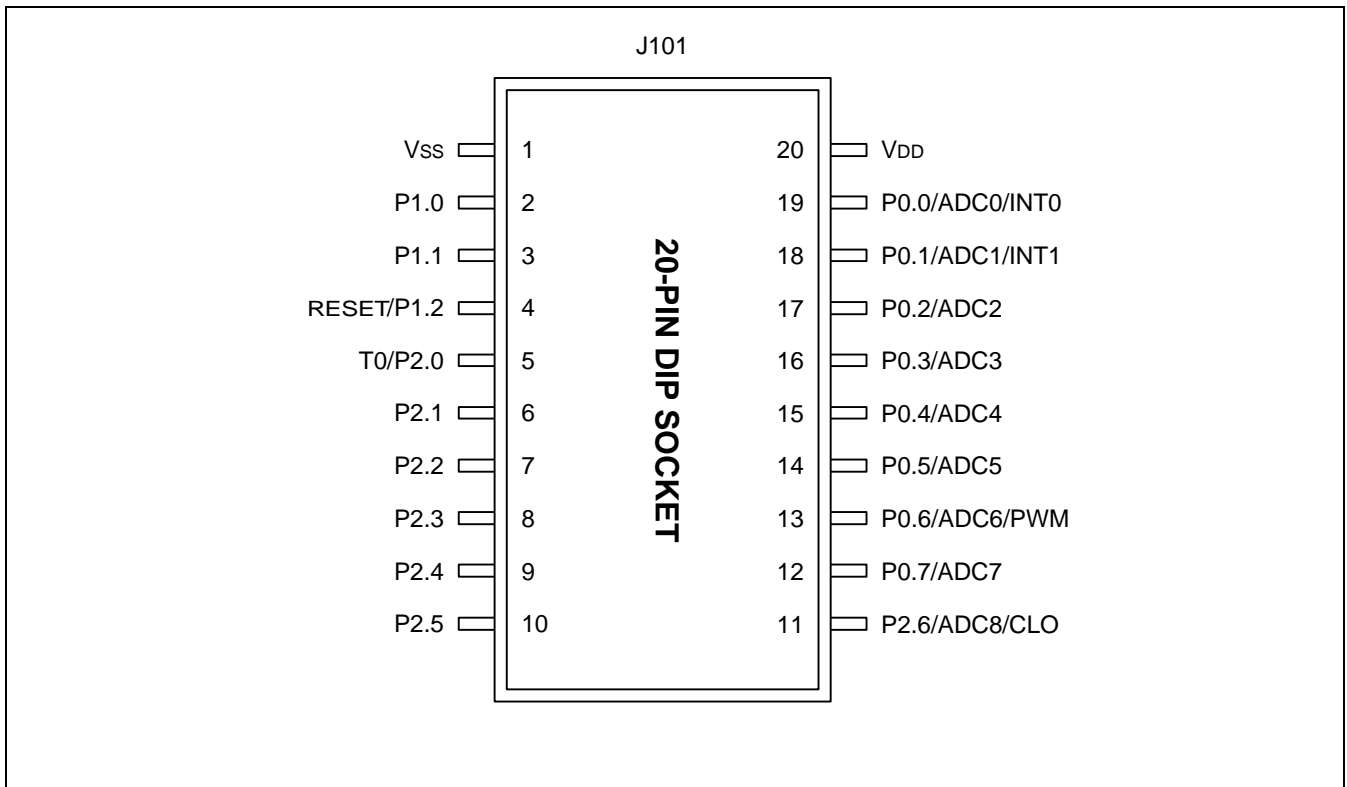 J101
VSS 1 20 VDD
P1.0 2 19 P0.0/ADC0/INT0
P1.1 3 18 P0.1/ADC1/INT1
RESET/P1.2 4 17 P0.2/ADC2
T0/P2.0 5 16 P0.3/ADC3
P2.1 6 15 P0.4/ADC4
P2.2 7 14 P0.5/ADC5
P2.3 8 13 P0.6/ADC6/PWM
P2.4 9 12 P0.7/ADC7
P2.5 10 11 P2.6/ADC8/CLO
20-PIN DIP SOCKET